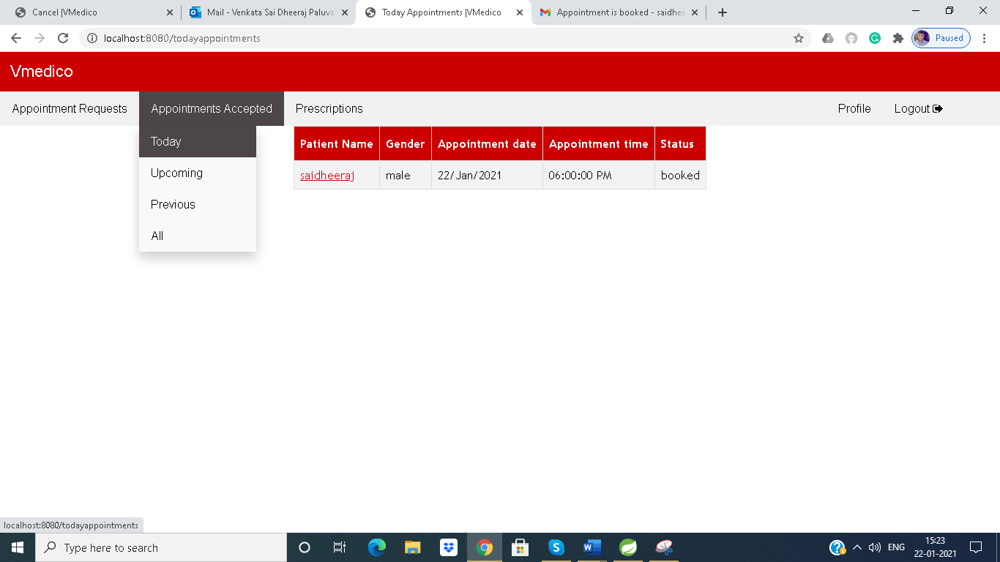 Cancel |VMedico
Mail - Venkata Sai Dheeraj Paluva
Today Appointments |VMedico
Appointment is booked - saidhee
localhost:8080/todayappointments
Paused
Vmedico
Appointment Requests Appointments Accepted Prescriptions Profile Logout
Today
Upcoming
Previous
All
Patient Name Gender Appointment date Appointment time Status
saidheeraj male 22/Jan/2021 06:00:00 PM booked
localhost:8080/todayappointments
Type here to search
ENG
15:23
22-01-2021